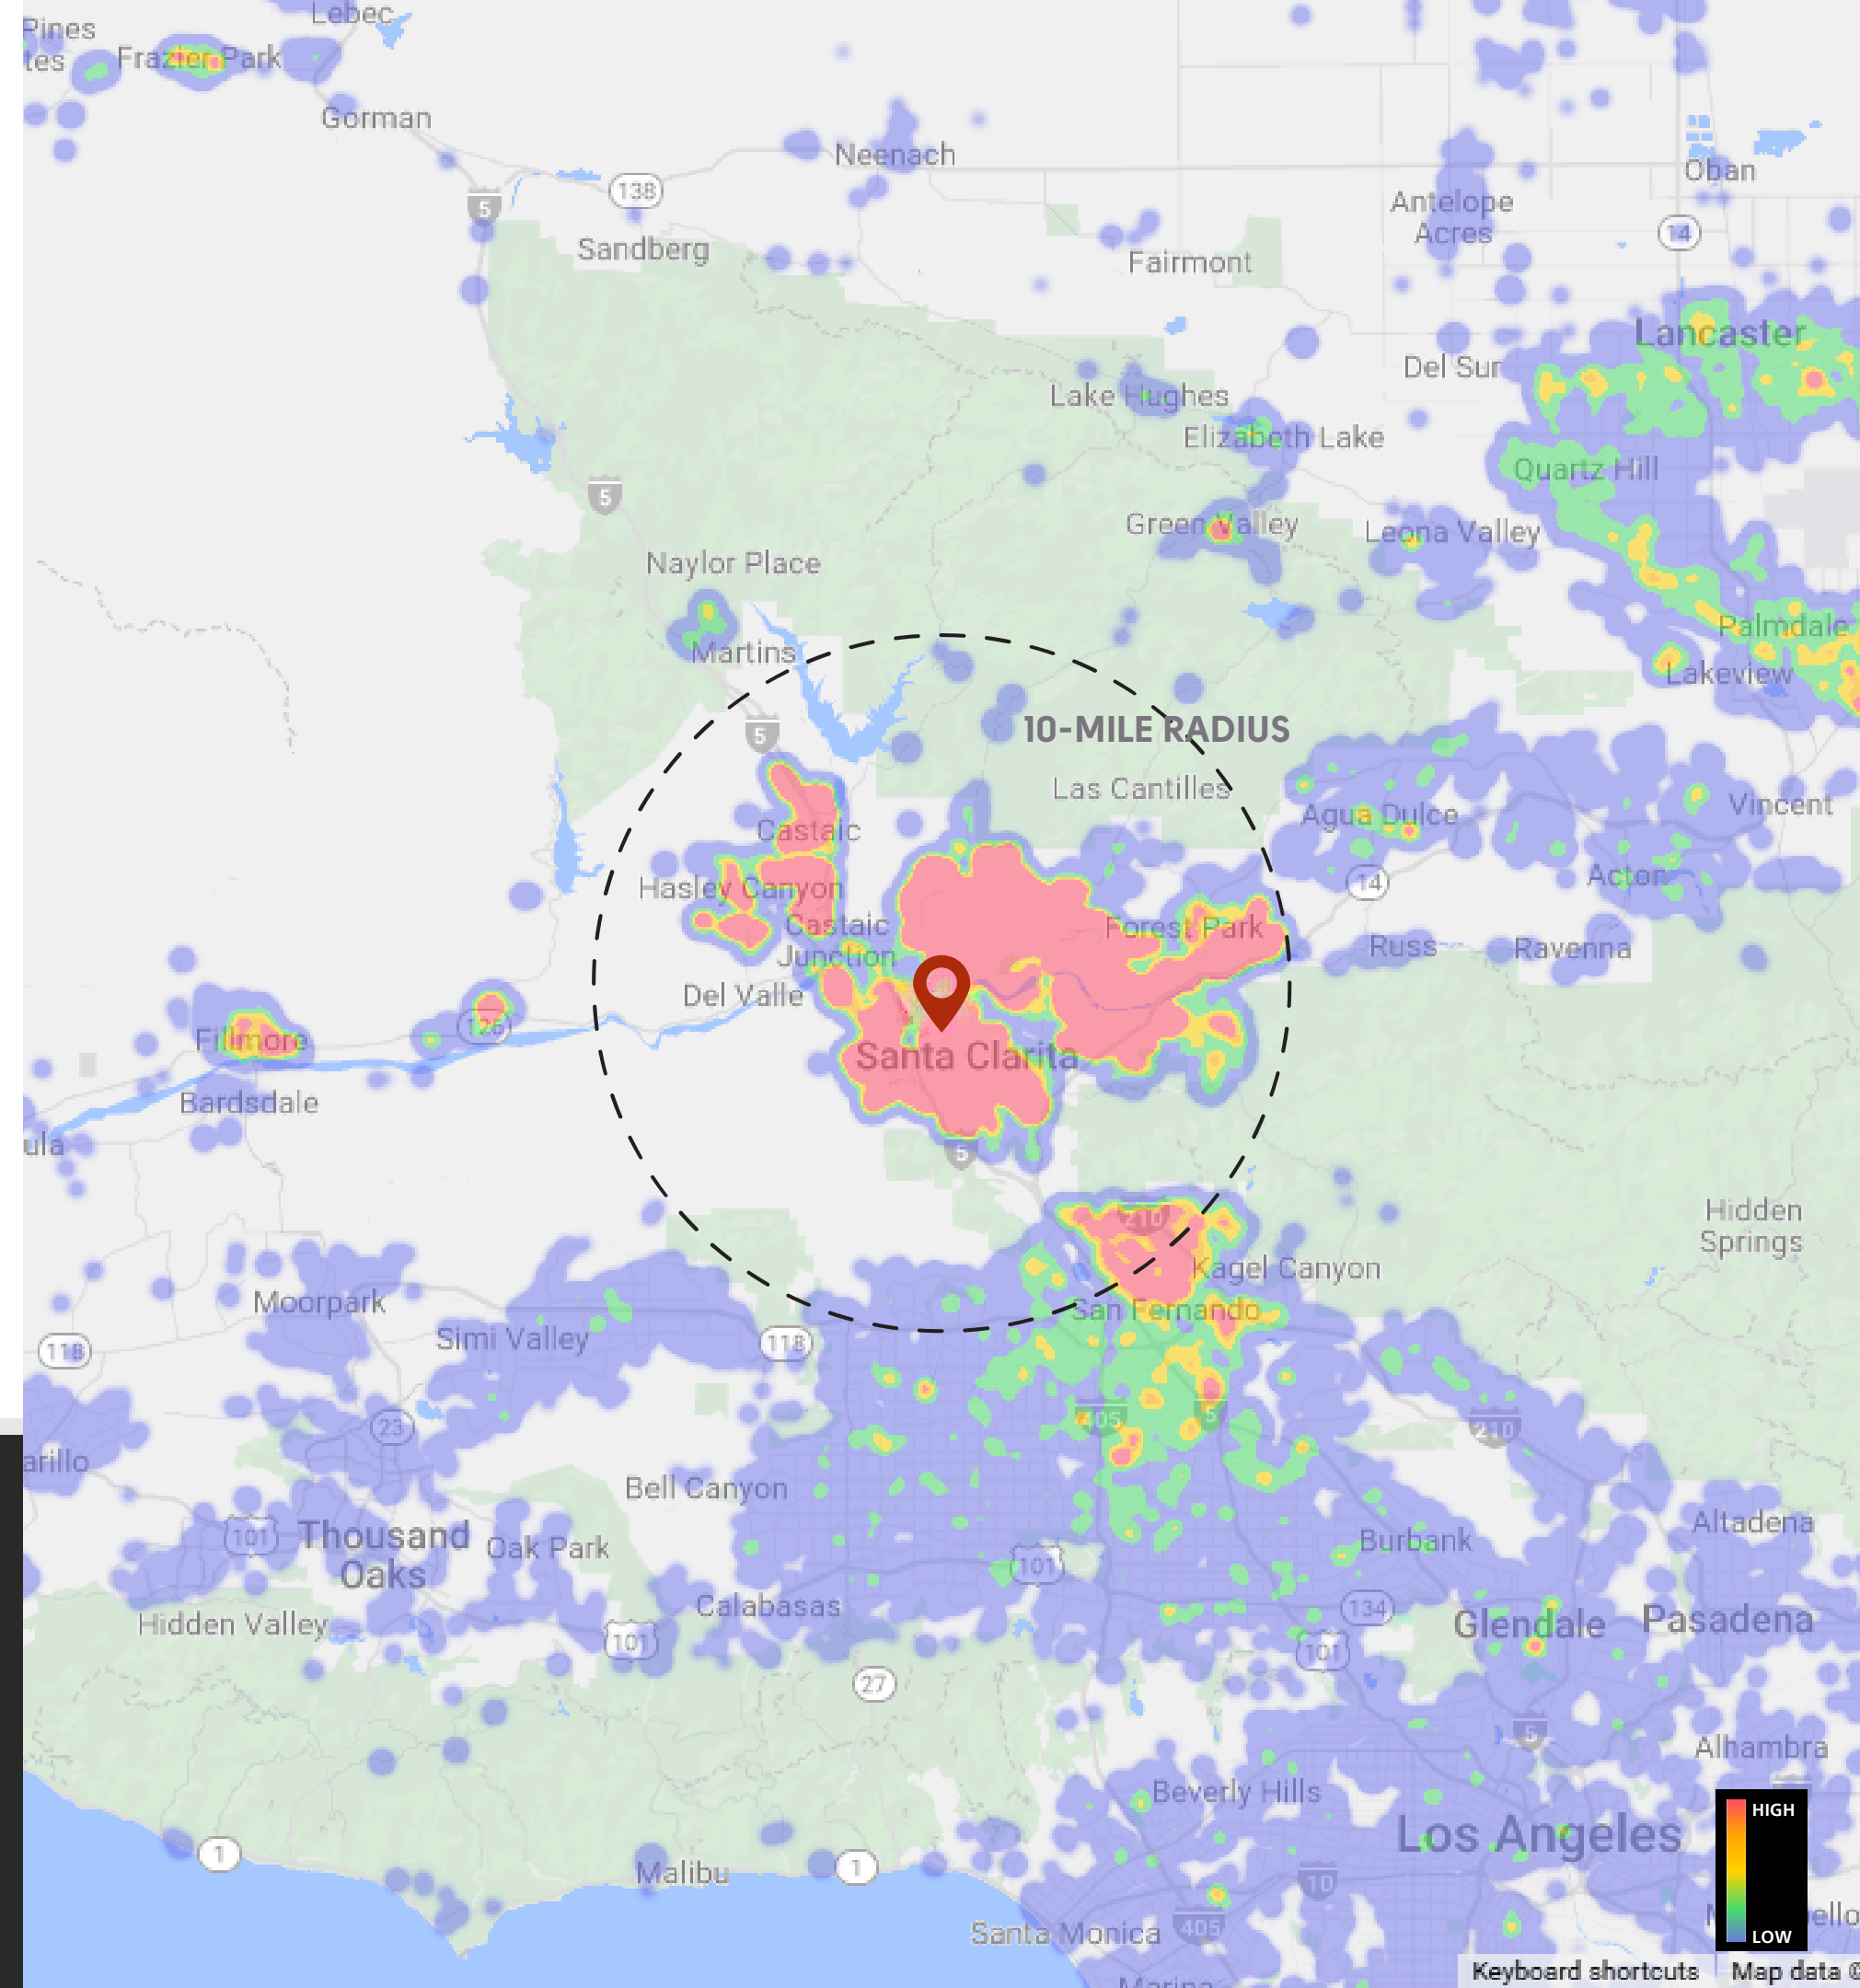 Lebec
Pines
tes
Frazier Park
Gorman
Neenach
138
5
Sandberg
Oban
Antelope
Acres
14
Fairmont
Lancaster
Del Sur
Lake Hughes
Elizabeth Lake
Quartz Hill
5
Green Valley
Leona Valley
Naylor Place
Palmdale
Martins
Lakeview
5
10-MILE RADIUS
Las Cantilles
Vincent
Agua Dulce
Castaic
Hasley Canyon
14
Acton
Castaic
Junction
Forest Park
Russ
Ravenna
Del Valle
126
Fillmore
Santa Clarita
Bardsdale
ula
5
Hidden
Springs
210
Kagel Canyon
Moorpark
San Fernando
Simi Valley
118
118
23
405
5
210
arillo
Bell Canyon
101
Thousand
Oaks
Oak Park
Altadena
Burbank
101
Calabasas
134
Hidden Valley
101
Glendale
Pasadena
101
27
5
Alhambra
Beverly Hills
HIGH
Los Angeles
1
Malibu
1
10
Santa Monica
405
ello
LOW
Keyboard shortcuts
Map data ©
Marina